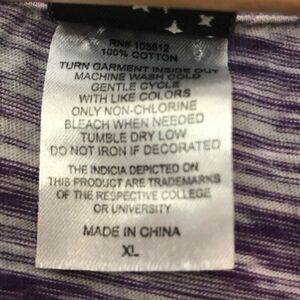 RN# 103812
100% COTTON
TURN GARMENT INSIDE OUT
MACHINE WASH COLD
GENTLE CYCLE
WITH LIKE COLORS
ONLY NON-CHLORINE
BLEACH WHEN NEEDED
TUMBLE DRY LOW
DO NOT IRON IF DECORATED
THE INDICIA DEPICTED ON
THIS PRODUCT ARE TRADEMARKS
OF THE RESPECTIVE COLLEGE
OR UNIVERSITY
MADE IN CHINA
XL